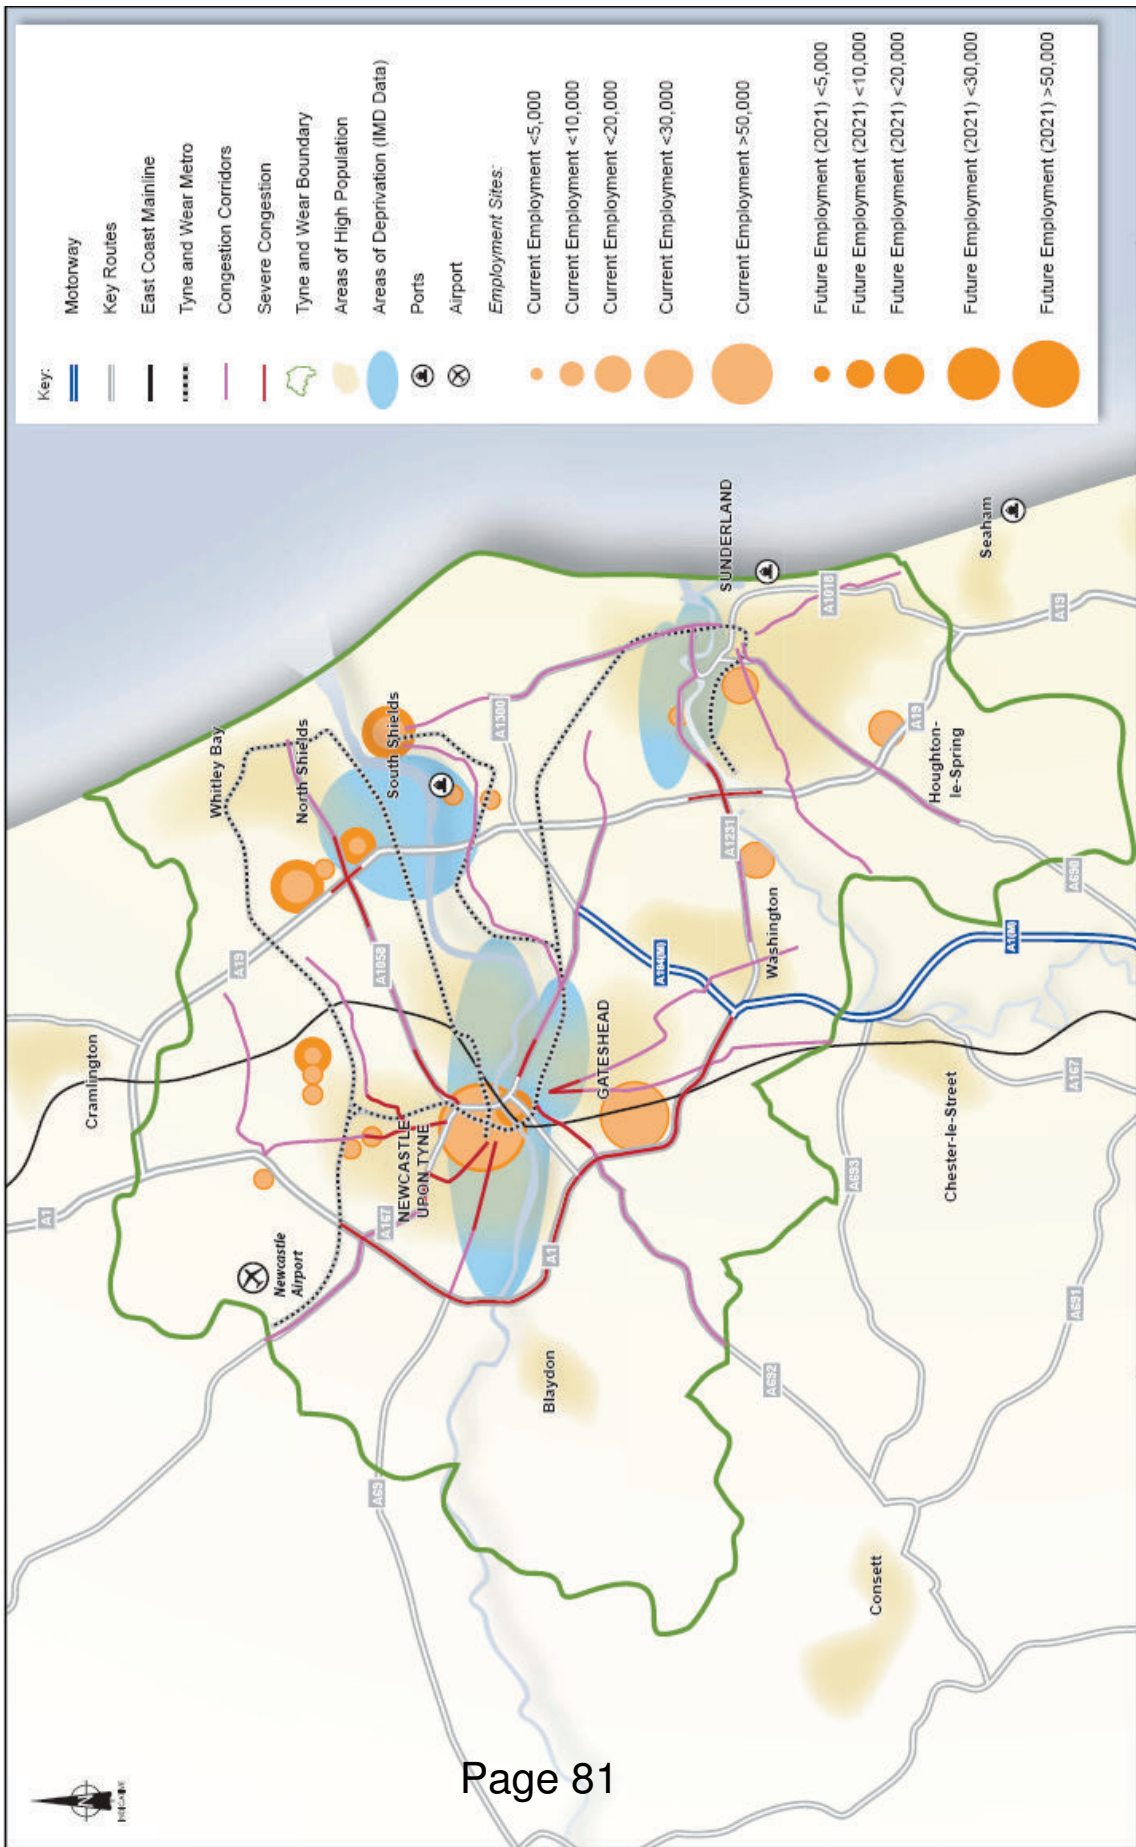 Key:
Motorway
Key Routes
East Coast Mainline
Tyne and Wear Metro
Congestion Corridors
Severe Congestion
Tyne and Wear Boundary
Areas of High Population
Areas of Deprivation (IMD Data)
Ports
Airport
Employment Sites:
Current Employment <5,000
Current Employment <10,000
Current Employment <20,000
Current Employment <30,000
Current Employment >50,000
Future Employment (2021) <5,000
Future Employment (2021) <10,000
Future Employment (2021) <20,000
Future Employment (2021) <30,000
Future Employment (2021) >50,000
N
INDICATIVE
A1
Cramlington
A19
Newcastle
Airport
Whitley Bay
North Shields
A167
A1058
South Shields
NEWCASTLE
UPON TYNE
A69
A1300
A1
Blaydon
GATESHEAD
A194(M)
SUNDERLAND
A1231
Washington
A692
A1018
A693
Consett
Chester-le-Street
Houghton-
le-Spring
A19
Seaham
A1(M)
A19
A690
A167
A691
Page 81